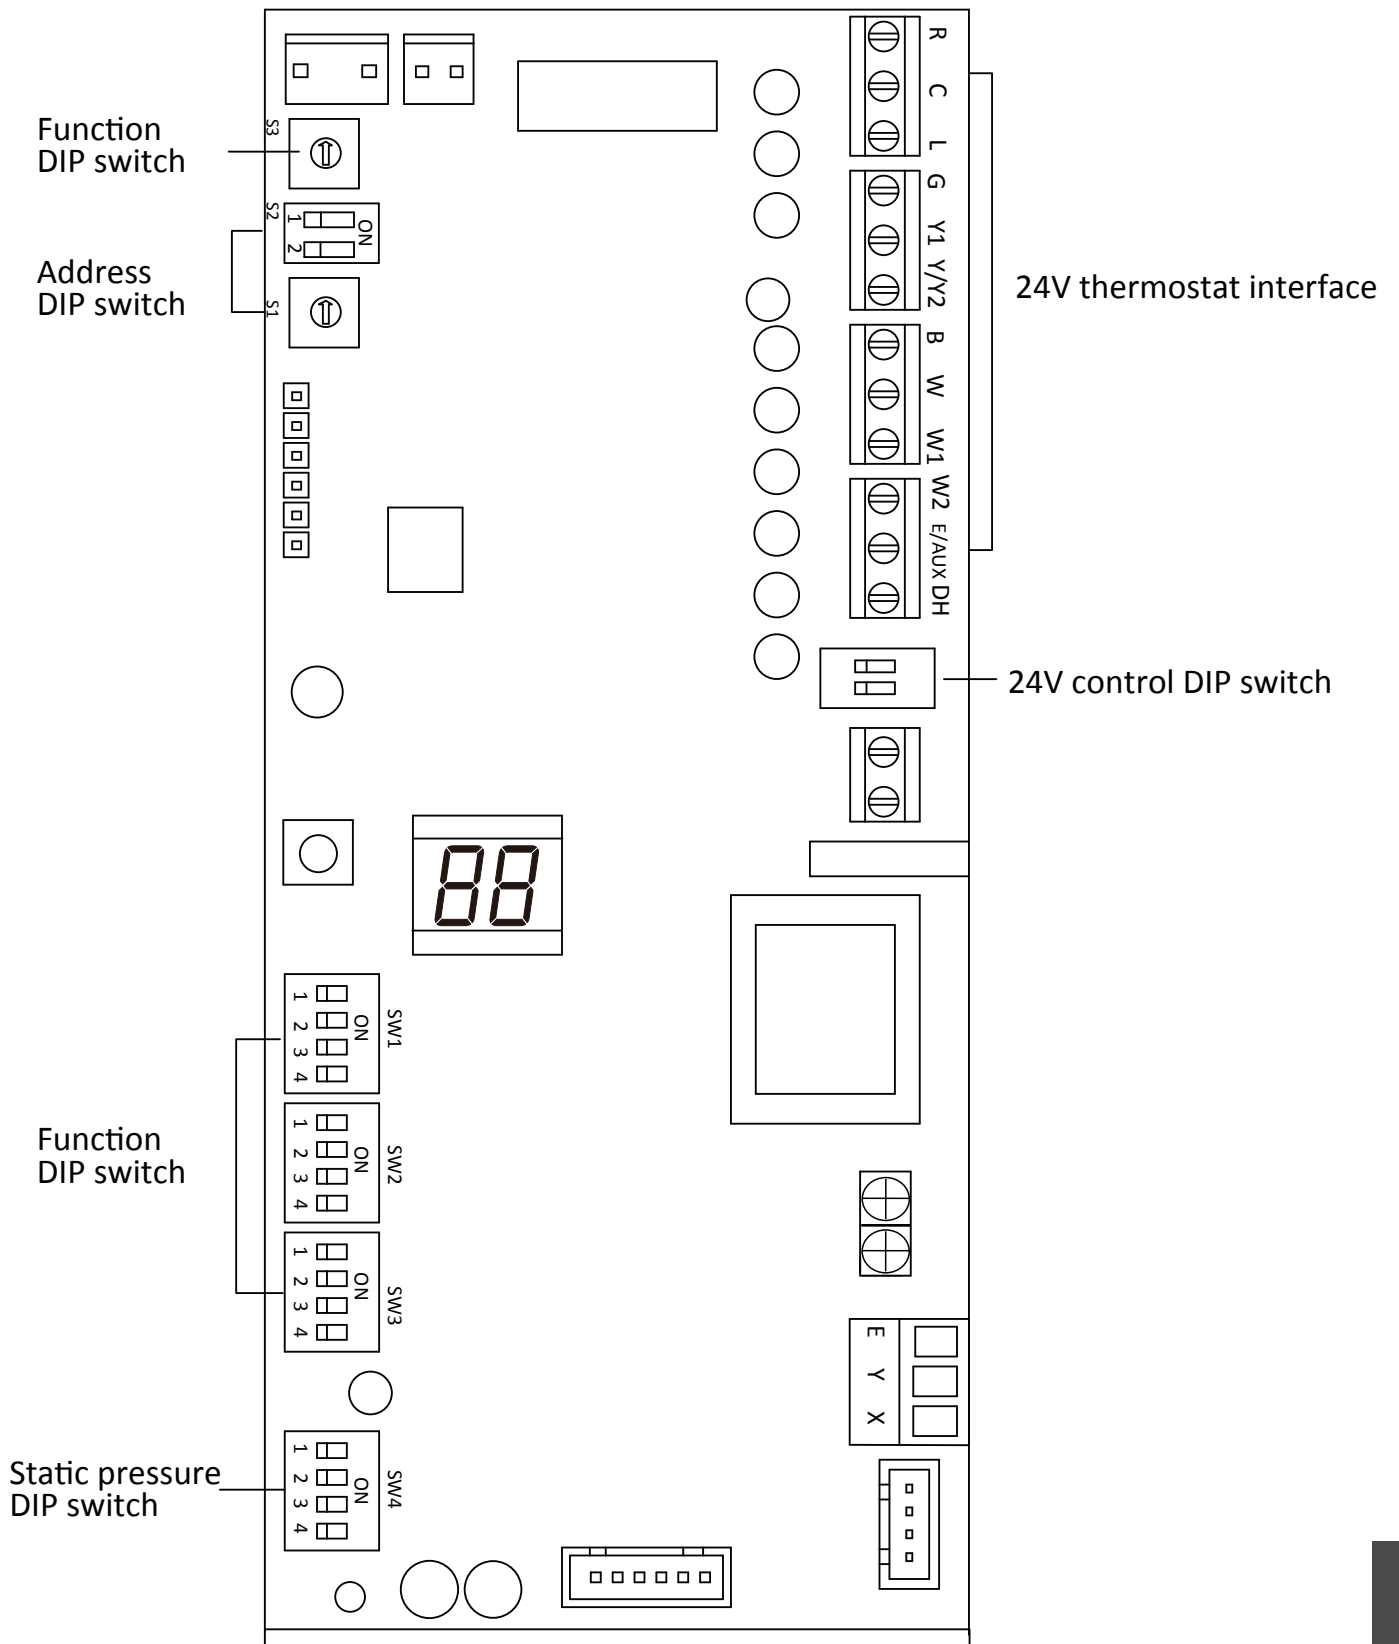 R
C
L
Function
DIP switch
S3
G
S2
1
2
ON
Y1
Address
DIP switch
S1
Y/Y2
24V thermostat interface
B
W
W1
W2
E/AUX
DH
24V control DIP switch
88
1
2
3
4
ON
SW1
Function
DIP switch
1
2
3
4
ON
SW2
1
2
3
4
ON
SW3
E
Y
X
Static pressure
DIP switch
1
2
3
4
ON
SW4